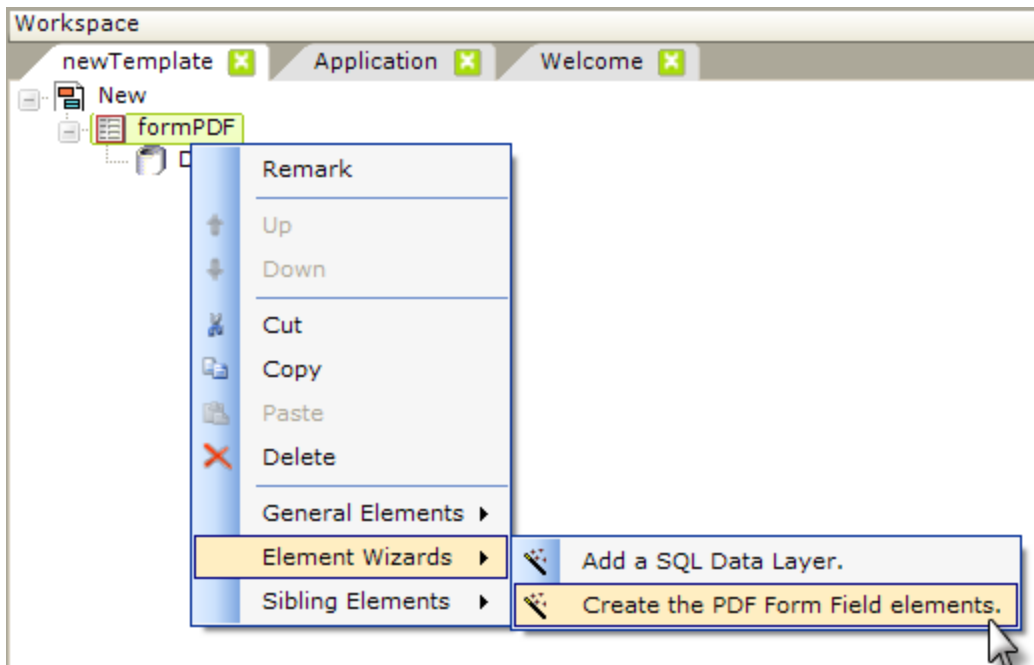 Workspace
newTemplate Application Welcome
New
formPDF
Remark
Up
Down
Cut
Copy
Paste
Delete
General Elements
Element Wizards
Sibling Elements
Add a SQL Data Layer.
Create the PDF Form Field elements.